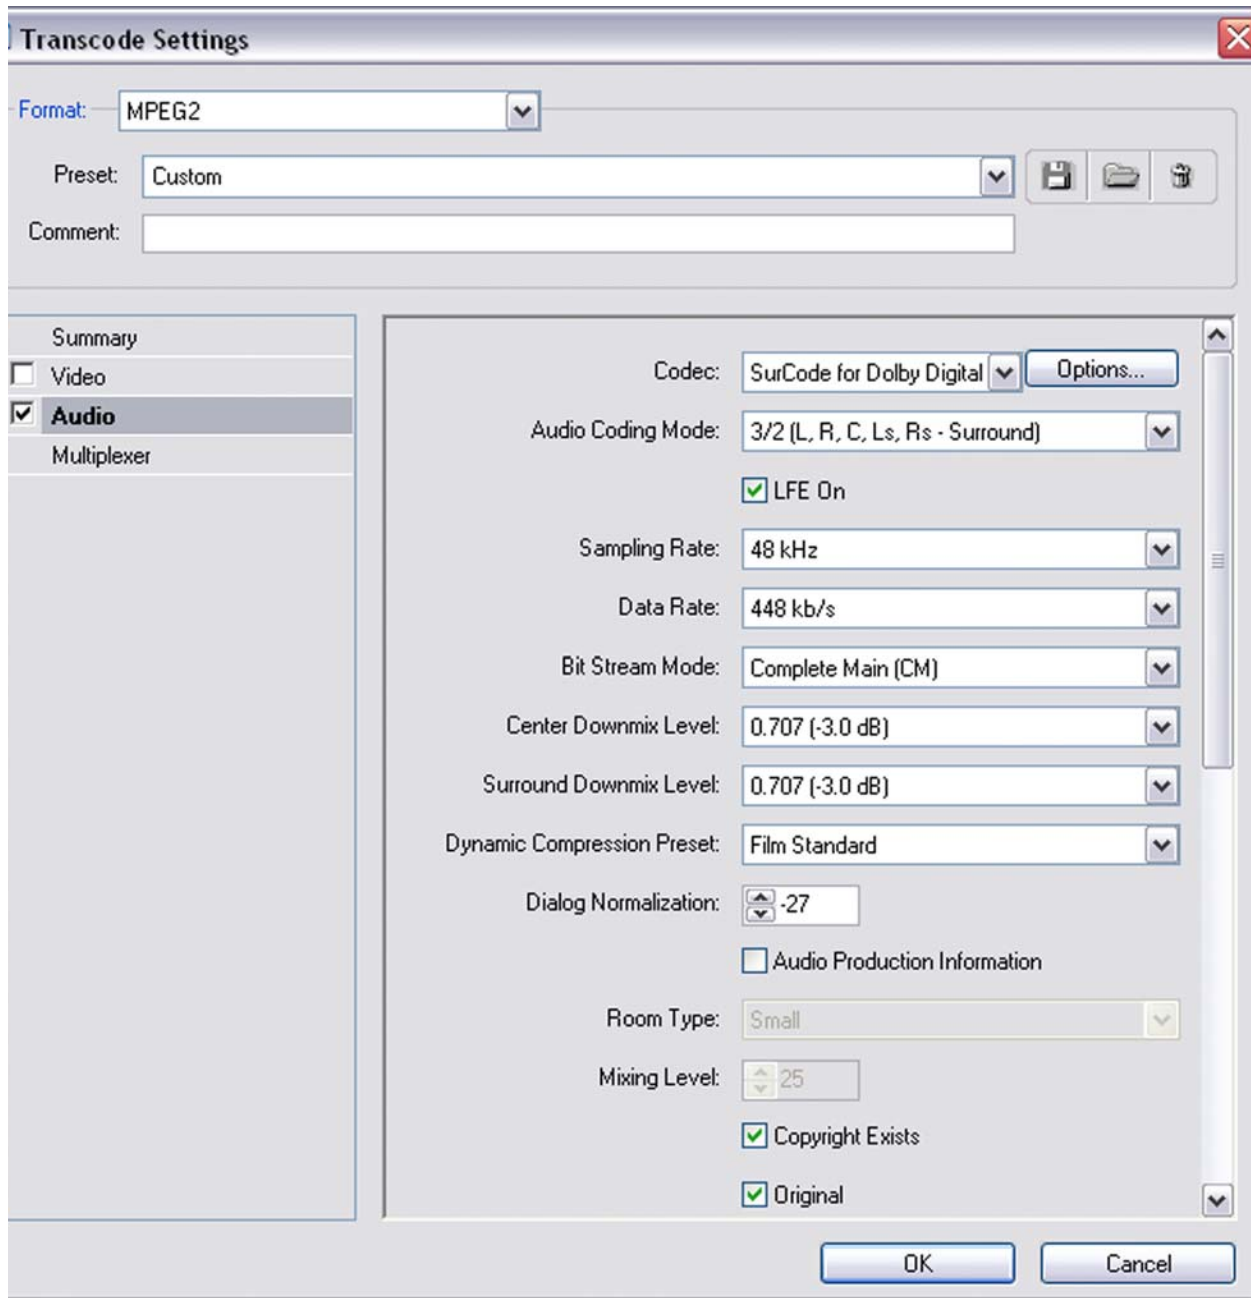 Transcode Settings
Format: MPEG2
Preset: Custom
Comment:
Summary
Video
Audio
Multiplexer
Codec: SurCode for Dolby Digital Options...
Audio Coding Mode: 3/2 (L, R, C, Ls, Rs - Surround)
LFE On
Sampling Rate: 48 kHz
Data Rate: 448 kb/s
Bit Stream Mode: Complete Main (CM)
Center Downmix Level: 0.707 (-3.0 dB)
Surround Downmix Level: 0.707 (-3.0 dB)
Dynamic Compression Preset: Film Standard
Dialog Normalization: -27
Audio Production Information
Room Type: Small
Mixing Level: 25
Copyright Exists
Original
OK Cancel